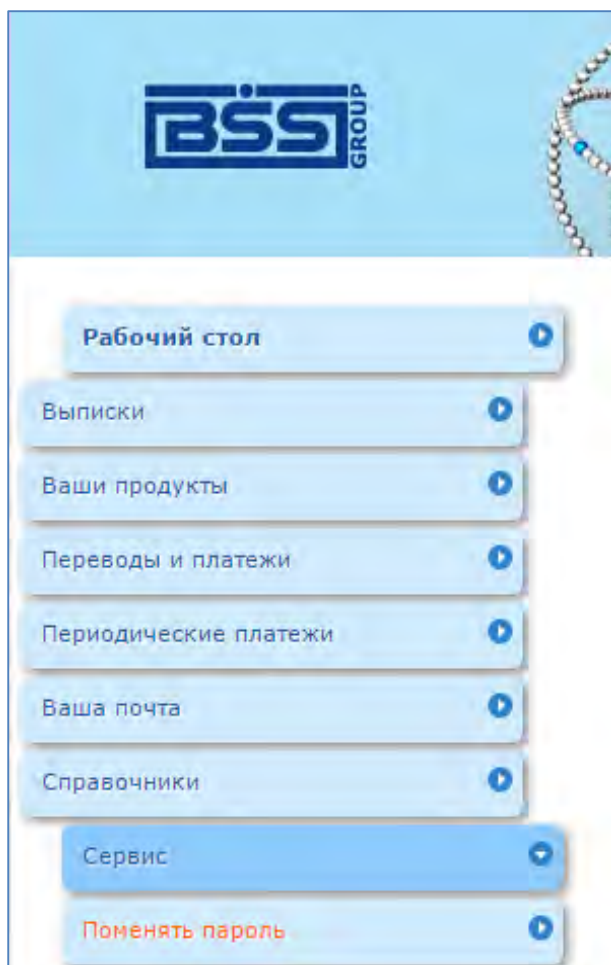 BSS GROUP
Рабочий стол
Выписки
Ваши продукты
Переводы и платежи
Периодические платежи
Ваша почта
Справочники
Сервис
Поменять пароль